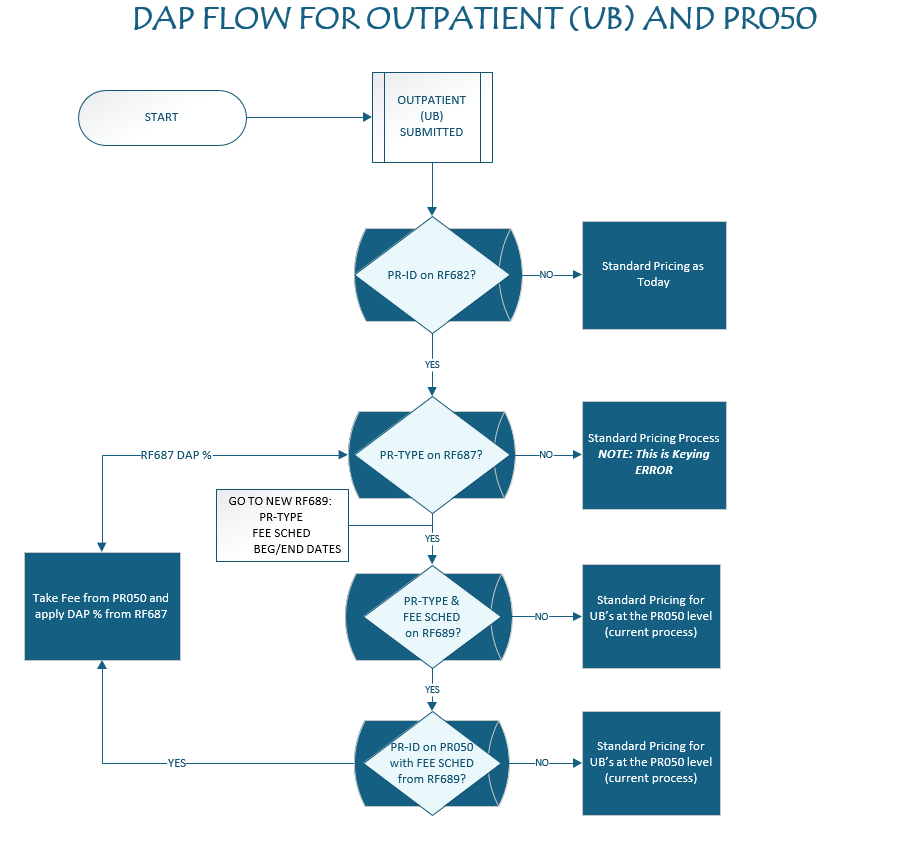 DAP FLOW FOR OUTPATIENT (UB) AND PR050
START
OUTPATIENT
(UB)
SUBMITTED
PR-ID on RF682?
NO
Standard Pricing as
Today
YES
RF687 DAP %
PR-TYPE on RF687?
NO
Standard Pricing Process
NOTE: This is Keying
ERROR
GO TO NEW RF689:
PR-TYPE
FEE SCHED
BEG/END DATES
YES
Take Fee from PR050 and
apply DAP % from RF687
PR-TYPE &
FEE SCHED
on RF689?
NO
Standard Pricing for
UB's at the PR050 level
(current process)
YES
YES
PR-ID on PR050
with FEE SCHED
from RF689?
NO
Standard Pricing for
UB's at the PR050 level
(current process)